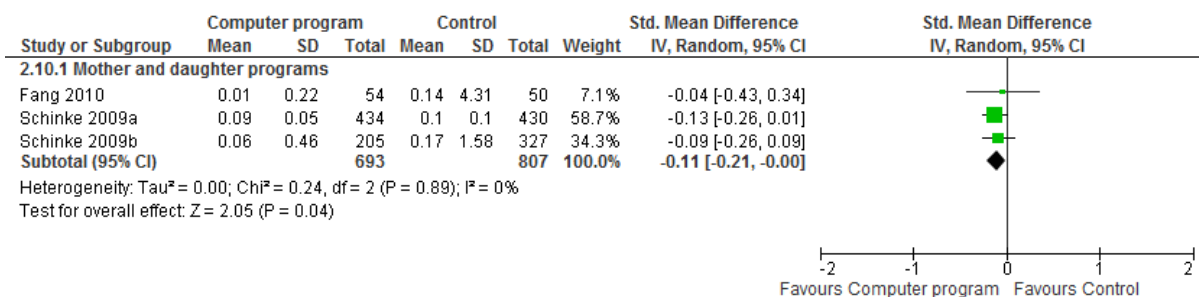 Computer program Control Std. Mean Difference Std. Mean Difference
Study or Subgroup Mean SD Total Mean SD Total Weight IV, Random, 95% CI IV, Random, 95% CI
2.10.1 Mother and daughter programs
Fang 2010 0.01 0.22 54 0.14 4.31 50 7.1% -0.04 [-0.43, 0.34]
Schinke 2009a 0.09 0.05 434 0.1 0.1 430 58.7% -0.13 [-0.26, 0.01]
Schinke 2009b 0.06 0.46 205 0.17 1.58 327 34.3% -0.09 [-0.26, 0.09]
Subtotal (95% CI) 693 807 100.0% -0.11 [-0.21, -0.00]
Heterogeneity: Tau² = 0.00; Chi² = 0.24, df = 2 (P = 0.89); I² = 0%
Test for overall effect: Z = 2.05 (P = 0.04)
-2 -1 0 1 2
Favours Computer program Favours Control